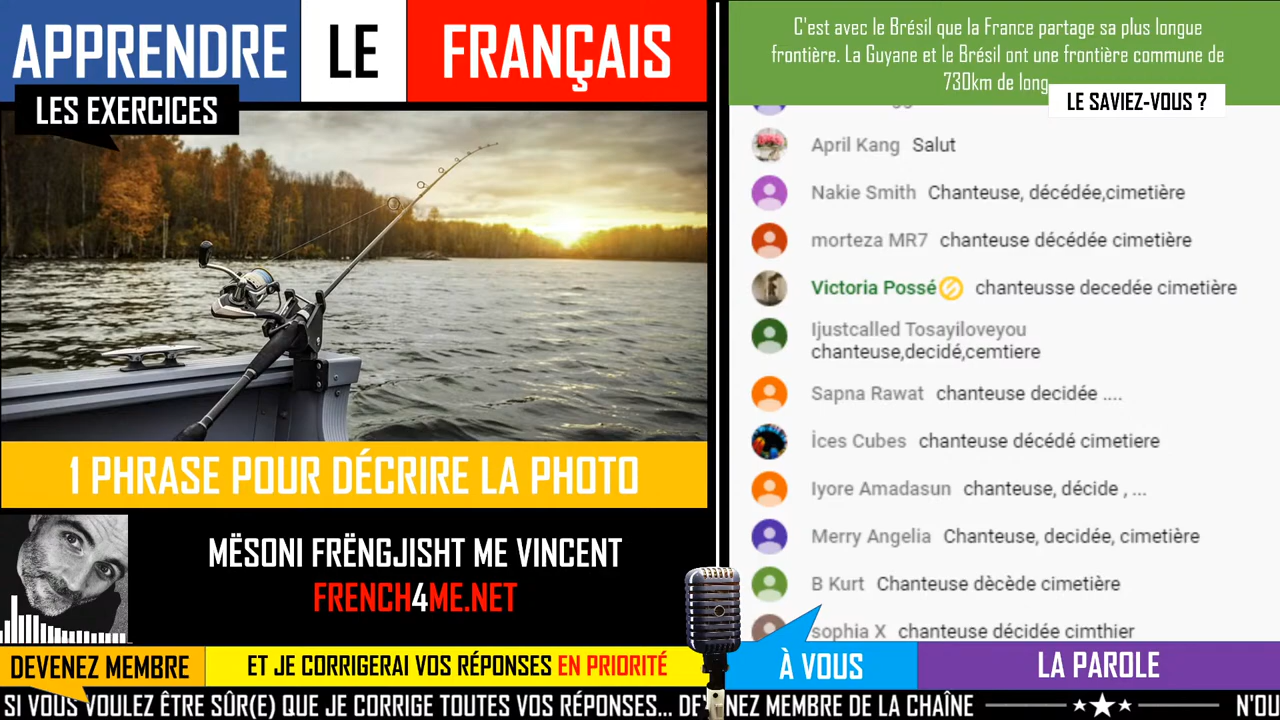 APPRENDRE LE FRANÇAIS
LES EXERCICES
1 PHRASE POUR DÉCRIRE LA PHOTO
MËSONI FRËNGJISHT ME VINCENT
FRENCH4ME.NET
DEVENEZ MEMBRE
ET JE CORRIGERAI VOS RÉPONSES EN PRIORITÉ
C'est avec le Brésil que la France partage sa plus longue
frontière. La Guyane et le Brésil ont une frontière commune de
730km de long
LE SAVIEZ-VOUS ?
April Kang Salut
Nakie Smith Chanteuse, décédée,cimetière
morteza MR7 chanteuse décédée cimetière
Victoria Possé chanteusse decedée cimetière
Ijustcalled Tosayiloveyou
chanteuse,decidé,cemtiere
Sapna Rawat chanteuse decidée ....
İces Cubes chanteuse décédé cimetiere
Iyore Amadasun chanteuse, décide , ...
Merry Angelia Chanteuse, decidée, cimetière
B Kurt Chanteuse dècède cimetière
sophia X chanteuse décidée cimthier
À VOUS
LA PAROLE
SI VOUS VOULEZ ÊTRE SÛR(E) QUE JE CORRIGE TOUTES VOS RÉPONSES... DEVENEZ MEMBRE DE LA CHAÎNE N'OU